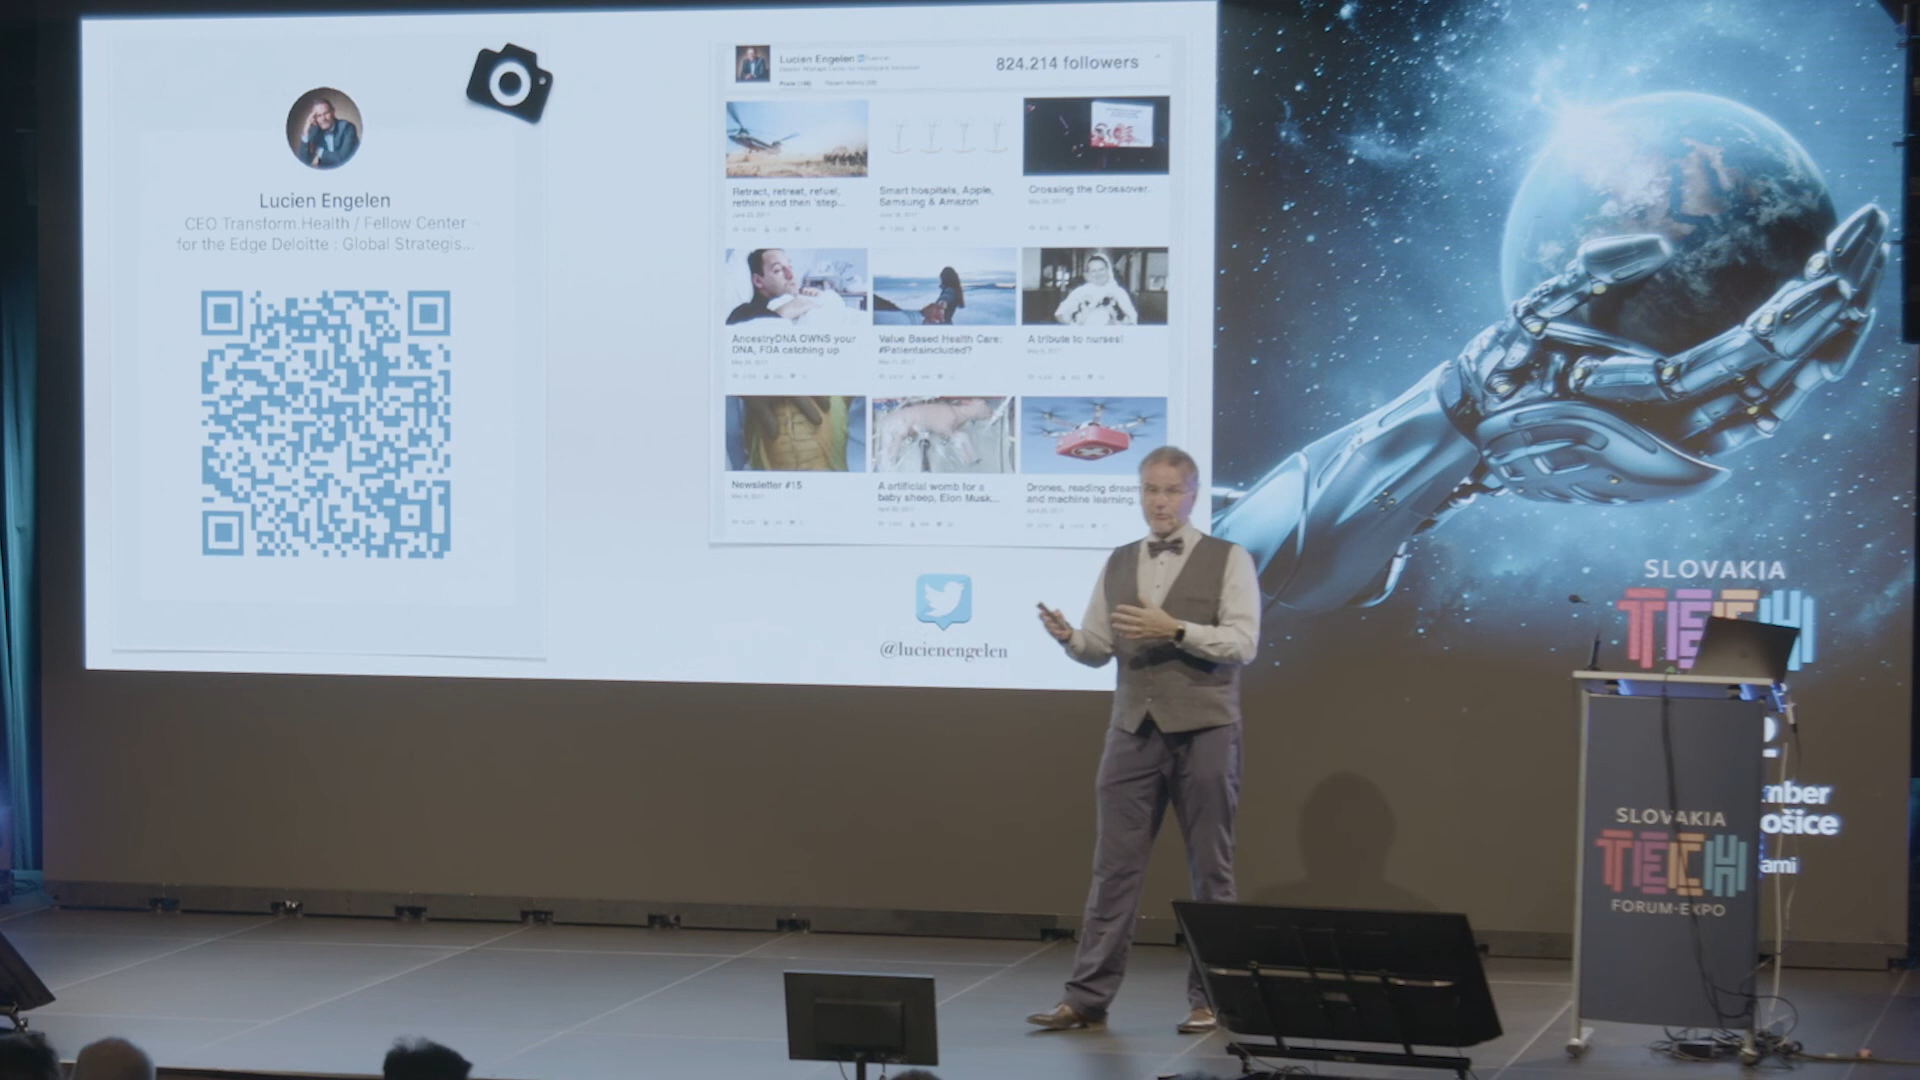 Lucien Engelen
CEO Transform.Health / Fellow Center
for the Edge Deloitte : Global Strategis...
Lucien Engelen
824.214 followers
Retract, retreat, refuel,
rethink and then 'step...
Smart hospitals, Apple,
Samsung & Amazon
Crossing the Crossover.
AncestryDNA OWNS your
DNA, FDA catching up
Value Based Health Care:
#Patientsincluded?
A tribute to nurses!
Newsletter #15
A artificial womb for a
baby sheep, Elon Musk...
Drones, reading dream
and machine learning.
@lucienengelen
SLOVAKIA
TECH
mber
ošice
ami
SLOVAKIA
TECH
FORUM-EXPO